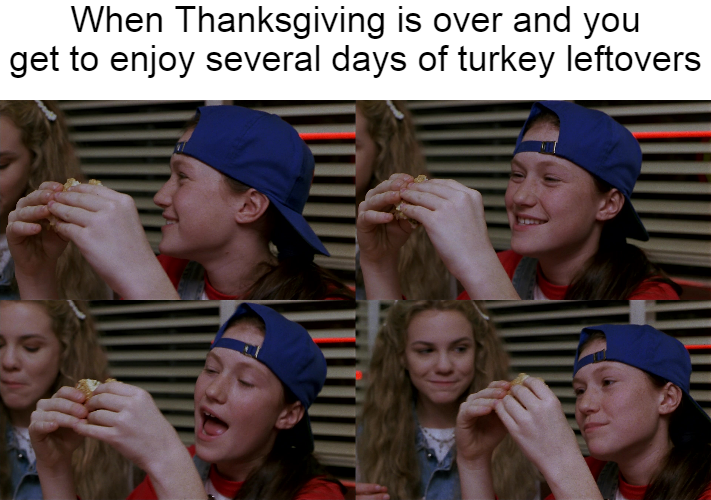 When Thanksgiving is over and you
get to enjoy several days of turkey leftovers